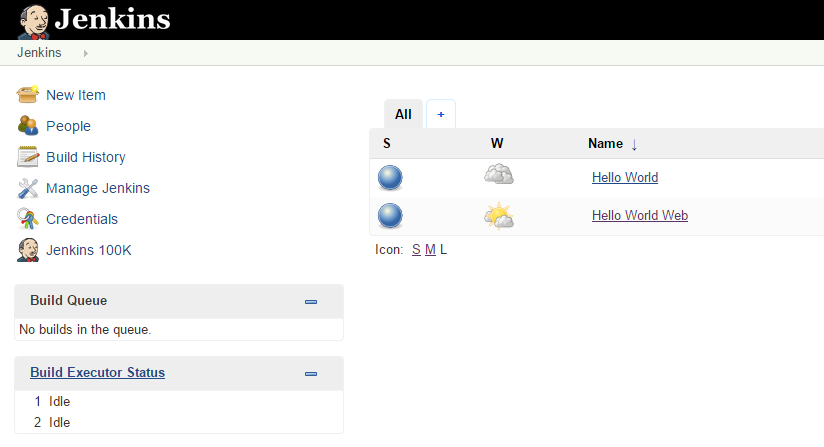 Jenkins
Jenkins
New Item
People
Build History
Manage Jenkins
Credentials
Jenkins 100K
Build Queue
No builds in the queue.
Build Executor Status
1 Idle
2 Idle
All +
S W Name ↓
Hello World
Hello World Web
Icon: S M L